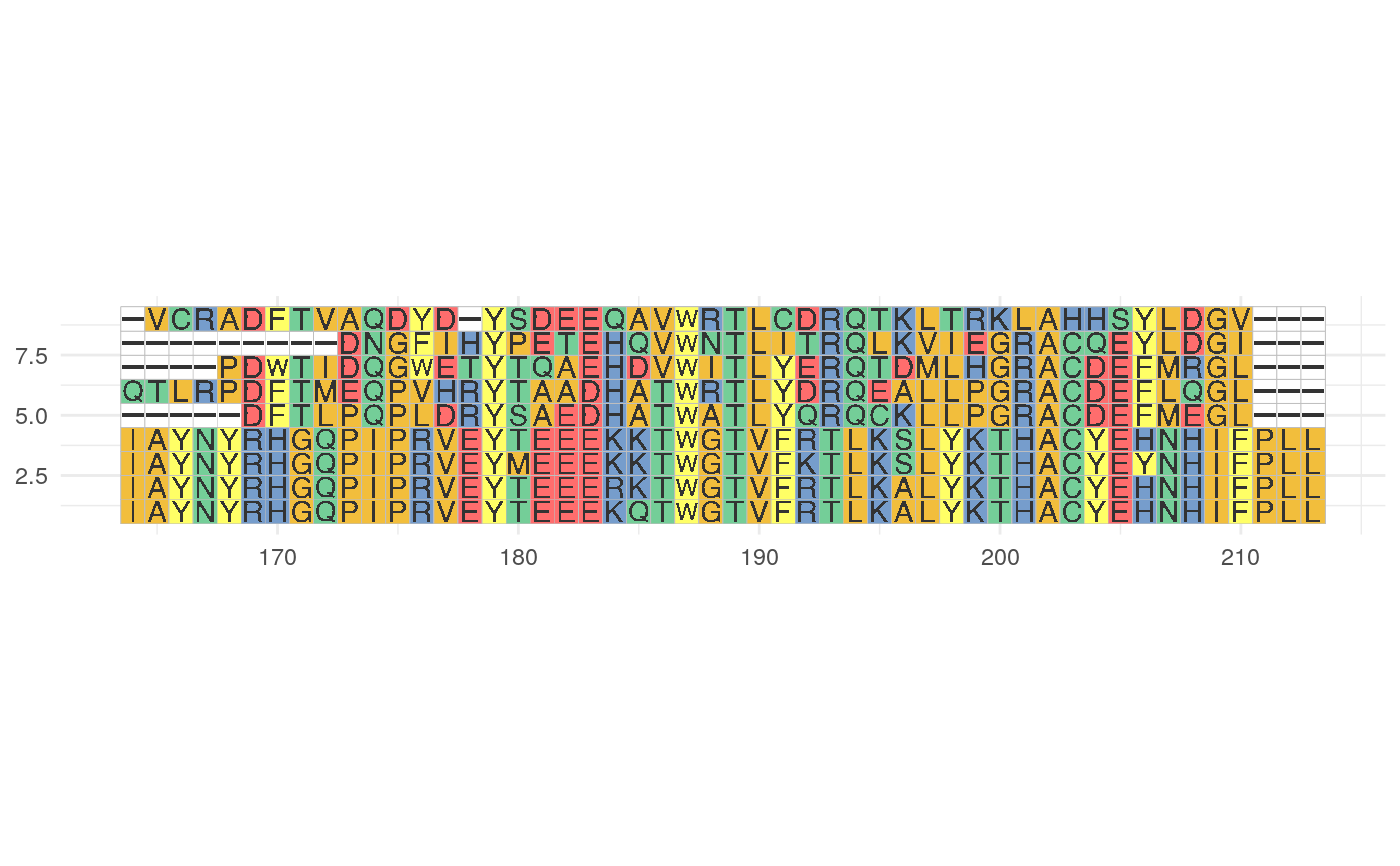 -VCRADFTVAQDYD-YSDEEQAVWRTLCDRQTKLTRKLAHHSYLDGV---
---------DNGFIHYPETEHQVWNTLITRQLKVIEGRACQEYLDGI---
7.5
----PDWTIDQGWETYTQAEHDVWITLYERQTDMLHGRACDEFMRGL---
QTLRPDFTMEQPVHRYTAADHATWRTLYDRQEALLPGRACDEFLQGL---
5.0 -----DFTLPQPLDRYSAEDHATWATLYQRQCKLLPGRACDEFMEGL---
IAYNYRHGQPIPRVEYTEEEKKTWGTVFRTLKSLYKTHACYEHNHIFPLL
IAYNYRHGQPIPRVEYMEEEKKTWGTVFKTLKSLYKTHACYEYNHIFPLL
2.5
IAYNYRHGQPIPRVEYTEEERKTWGTVFRTLKALYKTHACYEHNHIFPLL
IAYNYRHGQPIPRVEYTEEEKQTWGTVFRTLKALYKTHACYEHNHIFPLL
170 180 190 200 210